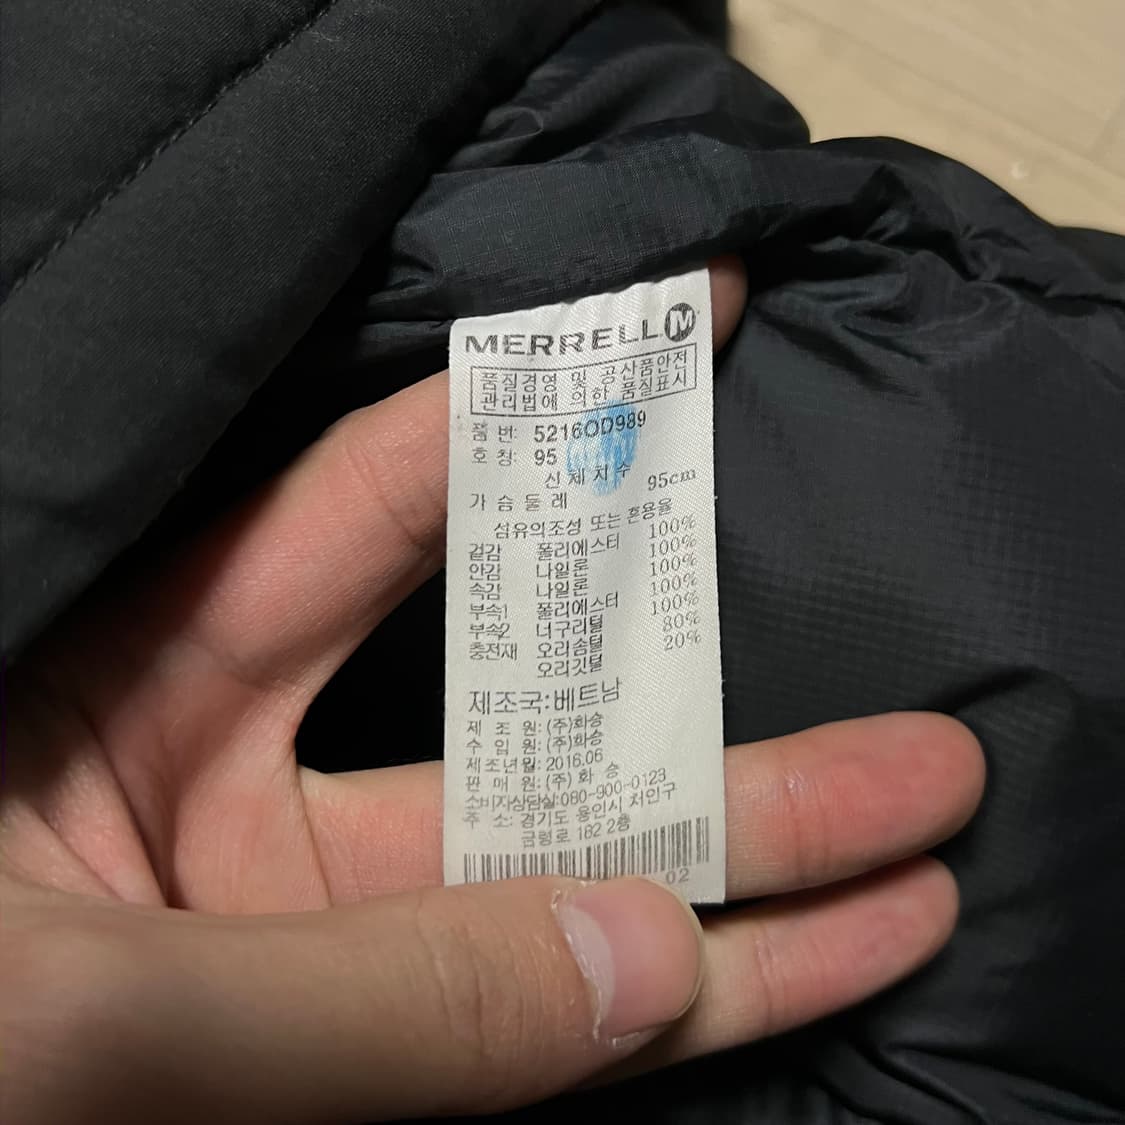 MERRELL M
품질경영 및 공산품안전
관리법에 의한 품질표시
품 번: 5216OD989
호 칭: 95
신 체 치 수
가 슴 둘 레 95cm
섬유의조성 또는 혼용율
겉감 폴리에스터 100%
안감 나일론 100%
속감 나일론 100%
부속1 폴리에스터 100%
부속2 너구리털 100%
충전재 오리솜털 80%
오리깃털 20%
제조국:베트남
제 조 원: (주)화승
수 입 원: (주)화승
제조년월: 2016.06
판 매 원: (주) 화 승
소비자상담실:080-900-0123
주 소: 경기도 용인시 처인구
금령로 182 2층
02